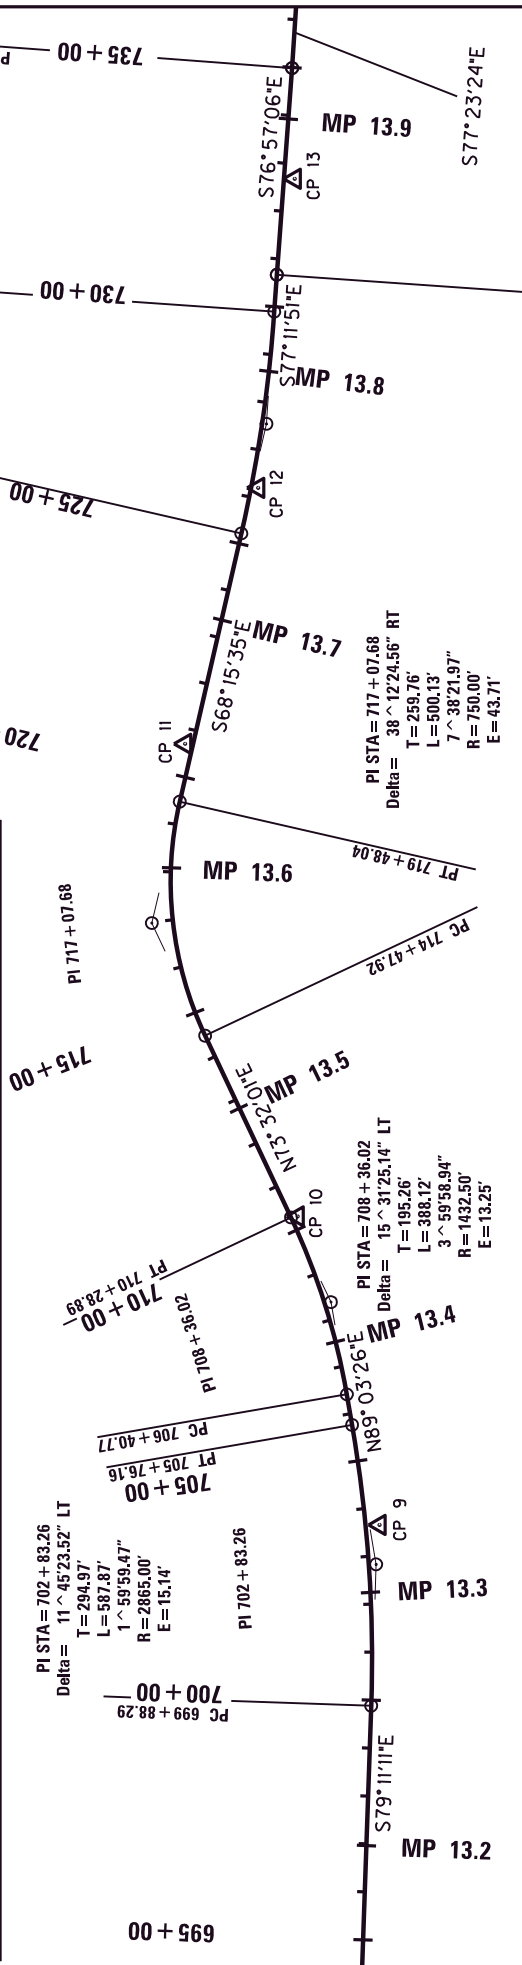 735+00
P
S77°23'24"E
S76°57'06"E
MP 13.9
CP 13
730+00
S77°11'51"E
MP 13.8
725+00
CP 12
MP 13.7
S68°15'35"E
720
CP 11
PI STA = 717+07.68
Delta = 38 ^ 12'24.56" RT
T = 259.76'
L = 500.13'
7 ^ 38'21.97"
R = 750.00'
E = 43.71'
PT 719+48.04
MP 13.6
PI 717+07.68
PC 714+47.92
715+00
MP 13.5
N73°32'01"E
CP 10
PT 710+28.89
710+00
PI STA = 708+36.02
Delta = 15 ^ 31'25.14" LT
T = 195.26'
L = 388.12'
3 ^ 59'58.94"
R = 1432.50'
E = 13.25'
PI 708+36.02
MP 13.4
N89°03'26"E
PC 706+40.77
PT 705+76.16
705+00
CP 9
PI STA = 702+83.26
Delta = 11 ^ 45'23.52" LT
T = 294.97'
L = 587.87'
1 ^ 59'59.47"
R = 2865.00'
E = 15.14'
PI 702+83.26
MP 13.3
700+00
PC 699+88.29
S79°11'11"E
MP 13.2
695+00